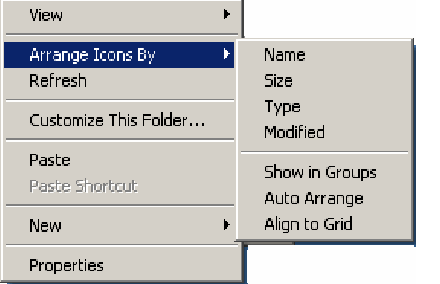 View
Arrange Icons By
Refresh
Customize This Folder...
Paste
Paste Shortcut
New
Properties
Name
Size
Type
Modified
Show in Groups
Auto Arrange
Align to Grid